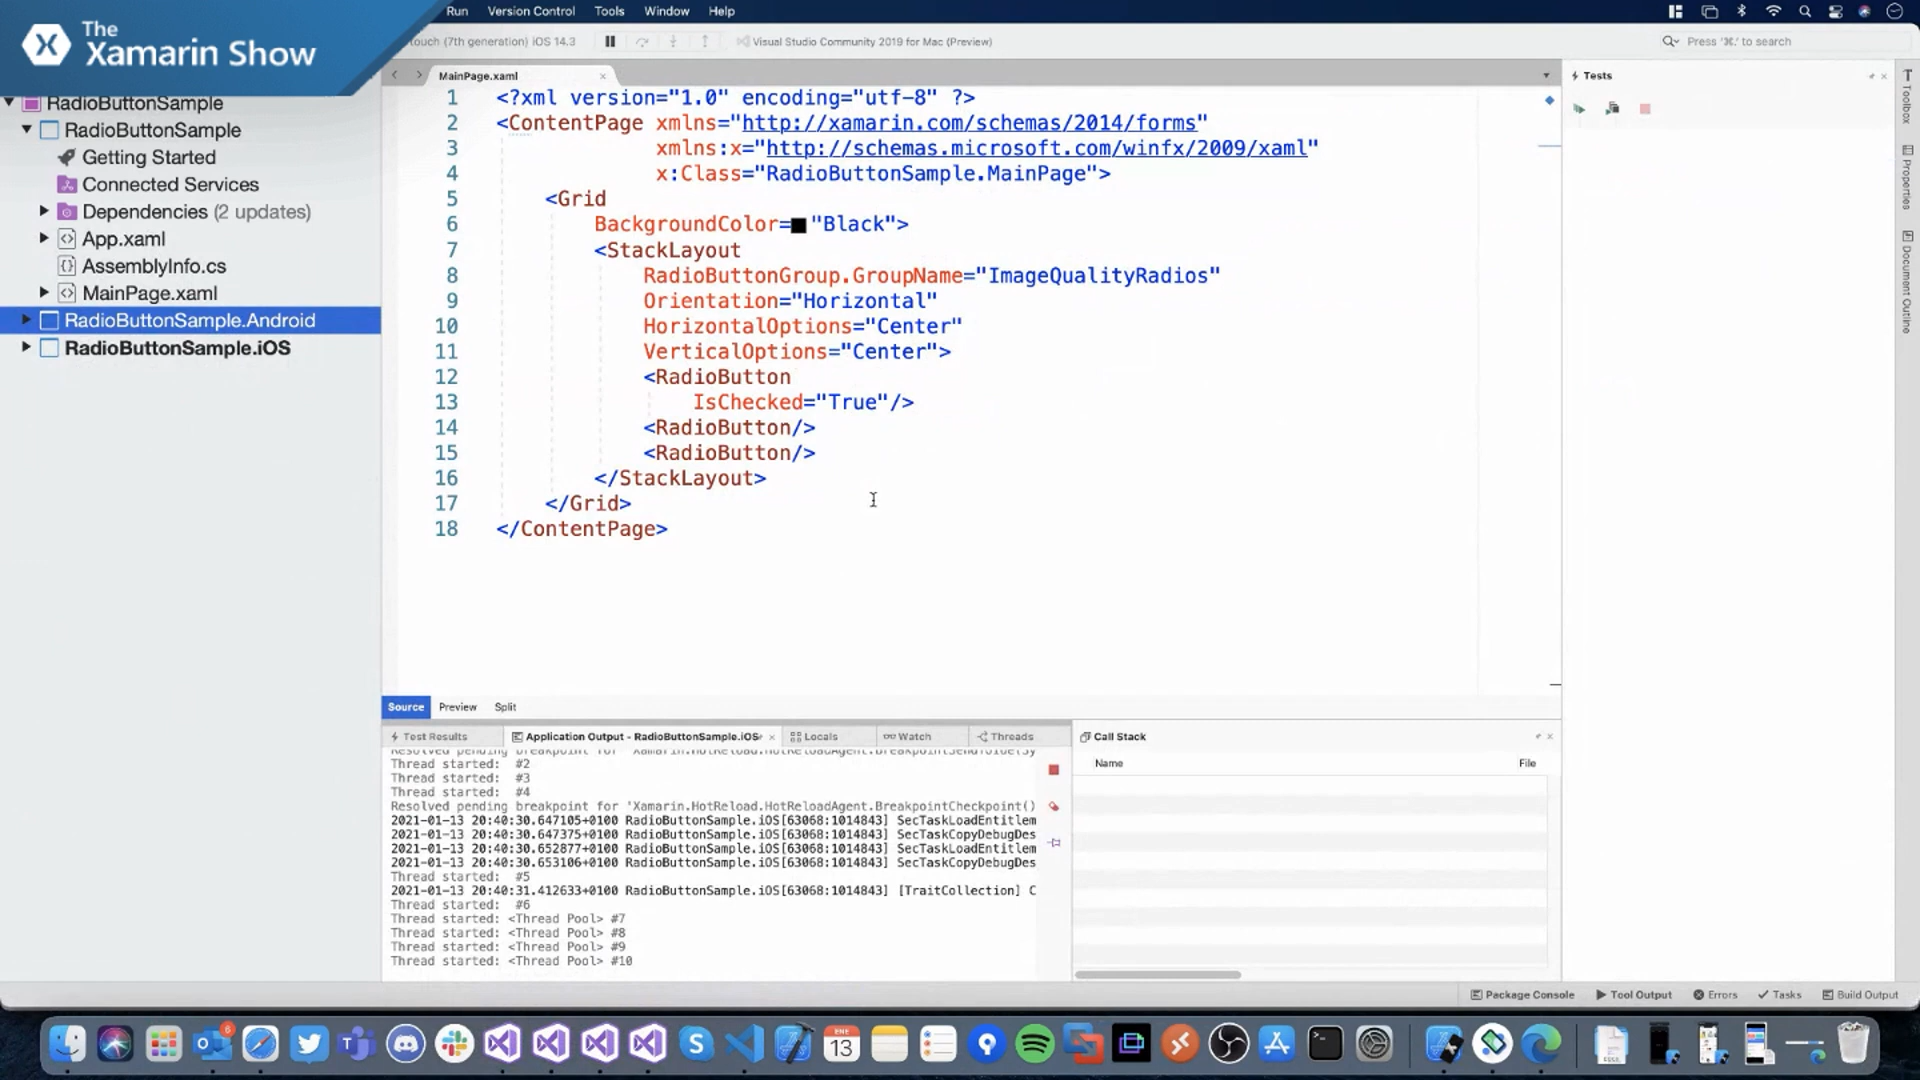 The
Xamarin Show
Run Version Control Tools Window Help
touch (7th generation) iOS 14.3
Visual Studio Community 2019 for Mac (Preview)
Press '⌘.' to search
RadioButtonSample
RadioButtonSample
Getting Started
Connected Services
Dependencies (2 updates)
App.xaml
AssemblyInfo.cs
MainPage.xaml
RadioButtonSample.Android
RadioButtonSample.iOS
MainPage.xaml
1 <?xml version="1.0" encoding="utf-8" ?>
2 <ContentPage xmlns="http://xamarin.com/schemas/2014/forms"
3 xmlns:x="http://schemas.microsoft.com/winfx/2009/xaml"
4 x:Class="RadioButtonSample.MainPage">
5 <Grid
6 BackgroundColor="Black">
7 <StackLayout
8 RadioButtonGroup.GroupName="ImageQualityRadios"
9 Orientation="Horizontal"
10 HorizontalOptions="Center"
11 VerticalOptions="Center">
12 <RadioButton
13 IsChecked="True"/>
14 <RadioButton/>
15 <RadioButton/>
16 </StackLayout>
17 </Grid>
18 </ContentPage>
Tests
Toolbox
Properties
Document Outline
Source Preview Split
Test Results Application Output - RadioButtonSample.iOS Locals Watch Threads
Resolved pending breakpoint for
Thread started: #2
Thread started: #3
Thread started: #4
Resolved pending breakpoint for 'Xamarin.HotReload.HotReloadAgent.BreakpointCheckpoint()
2021-01-13 20:40:30.647105+0100 RadioButtonSample.iOS[63068:1014843] SecTaskLoadEntitlem
2021-01-13 20:40:30.647375+0100 RadioButtonSample.iOS[63068:1014843] SecTaskCopyDebugDes
2021-01-13 20:40:30.652877+0100 RadioButtonSample.iOS[63068:1014843] SecTaskLoadEntitlem
2021-01-13 20:40:30.653106+0100 RadioButtonSample.iOS[63068:1014843] SecTaskCopyDebugDes
Thread started: #5
2021-01-13 20:40:31.412633+0100 RadioButtonSample.iOS[63068:1014843] [TraitCollection] C
Thread started: #6
Thread started: <Thread Pool> #7
Thread started: <Thread Pool> #8
Thread started: <Thread Pool> #9
Thread started: <Thread Pool> #10
Call Stack
Name File
Package Console Tool Output Errors Tasks Build Output
6
ENE
13